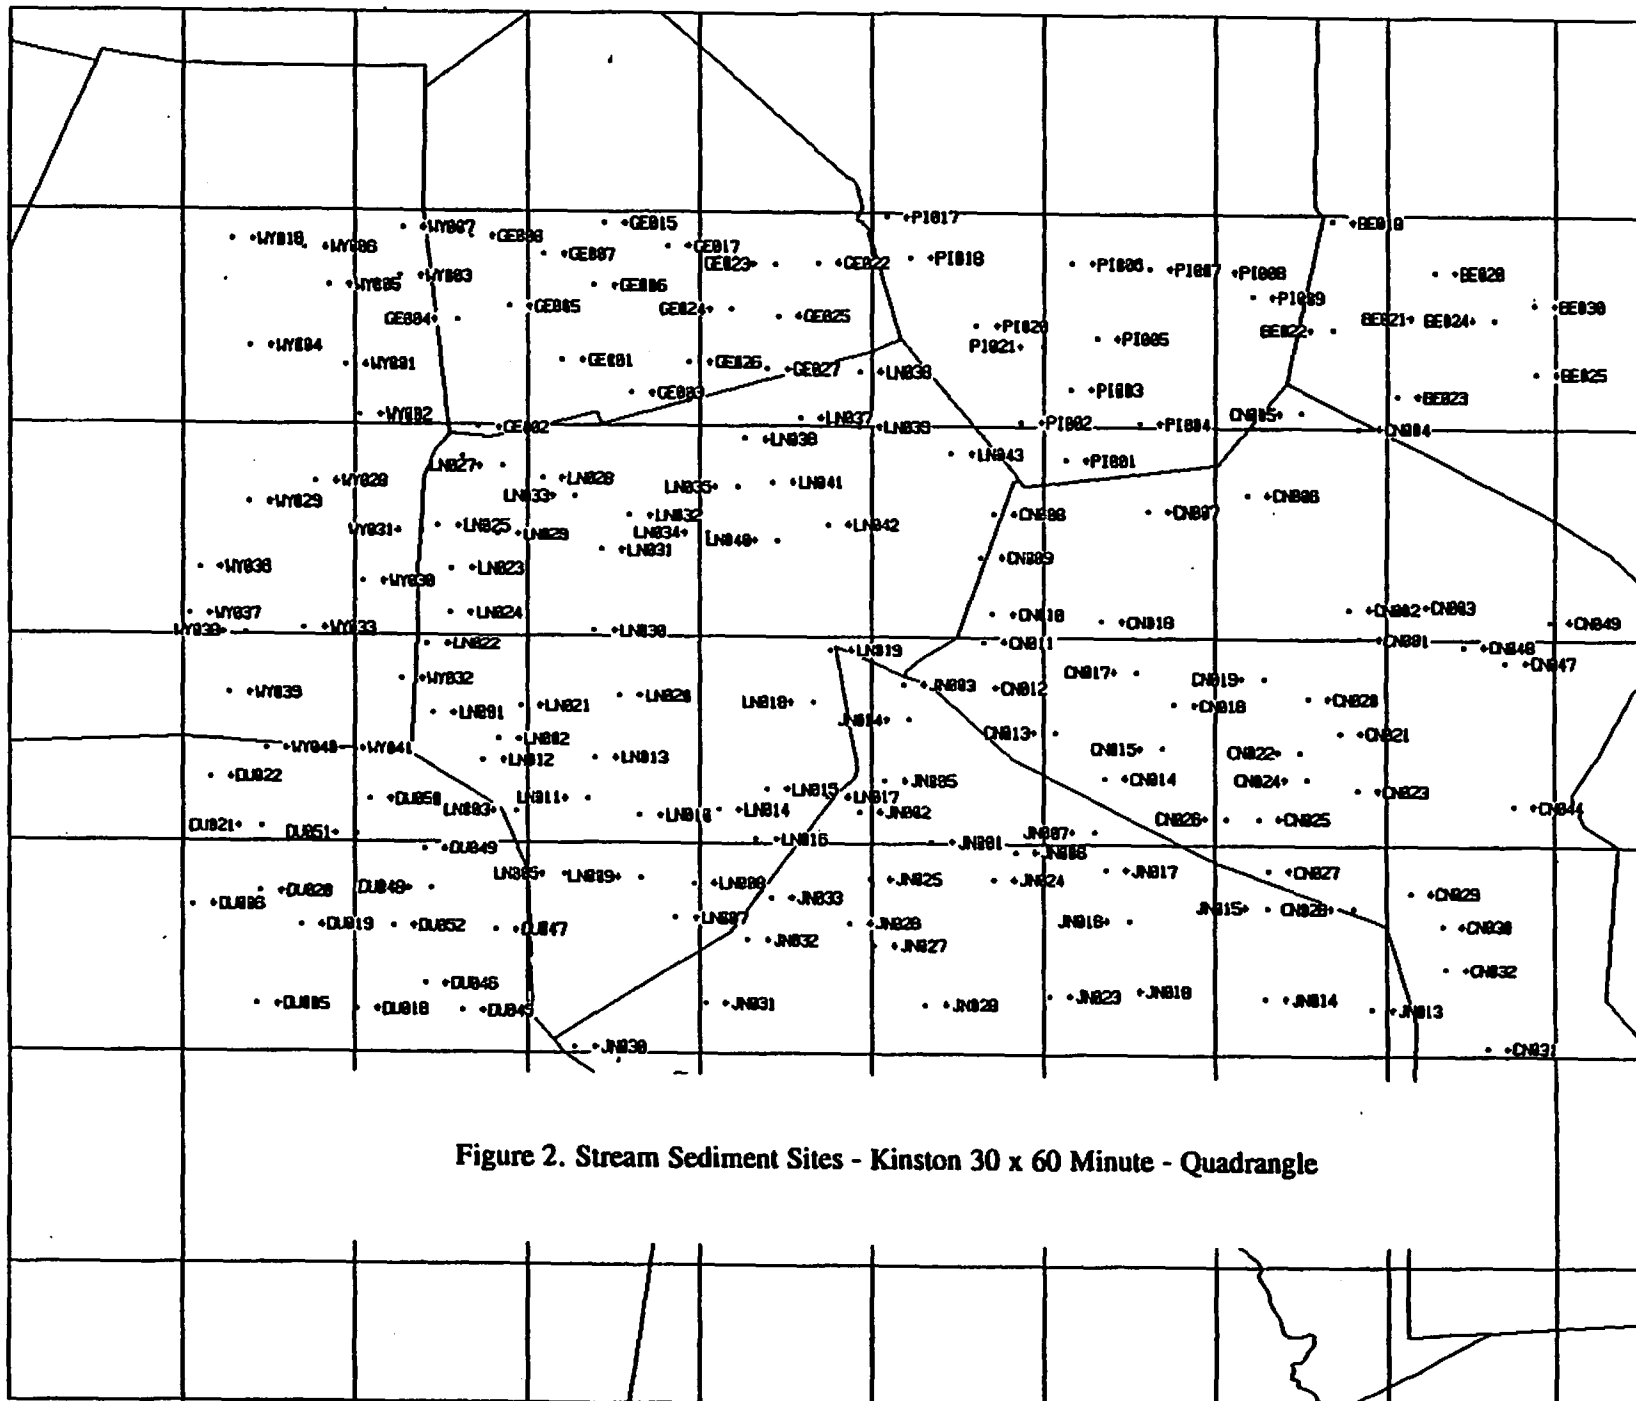 PI017
GE015
BE018
WY007
WY018
GE008
WY006
GE017
GE007
PI018
GE023
GE022
PI006
PI007
PI008
WY003
BE020
WY005
GE006
PI009
GE005
GE024
BE030
GE004
GE025
BE021
BE024
PI020
BE022
WY004
PI021
PI005
WY001
GE001
GE026
GE027
LN038
BE025
GE003
PI003
BE023
WY002
CN005
LN037
GE002
LN039
PI002
PI004
CN004
LN043
PI001
LN027
WY028
LN028
LN035
LN041
WY029
LN033
CN006
LN032
CN008
CN007
WY031
LN025
LN029
LN034
LN040
LN042
LN031
CN009
WY036
LN023
WY030
WY037
LN024
CN010
CN002
CN003
WY033
LN030
CN018
CN049
LN022
LN019
CN011
CN001
CN048
CN047
WY032
CN017
CN019
WY039
JN003
CN012
LN020
LN001
LN021
LN018
CN018
CN020
JN004
LN002
CN013
CN021
WY040
WY041
CN015
CN022
LN012
LN013
DU022
JN005
CN014
CN024
LN015
LN017
CN023
DU050
LN011
LN003
LN010
LN014
JN002
CN044
DU021
CN026
CN025
DU051
JN007
LN016
JN001
DU049
JN006
LN005
LN009
JN017
CN027
LN008
JN025
JN024
DU020
DU048
CN029
DU006
JN033
JN015
CN028
LN007
DU019
DU052
JN026
JN016
DU047
CN030
JN032
JN027
CN032
DU046
JN018
DU005
JN031
JN028
JN023
JN014
DU018
DU045
JN013
JN030
CN031
Figure 2. Stream Sediment Sites - Kinston 30 x 60 Minute - Quadrangle